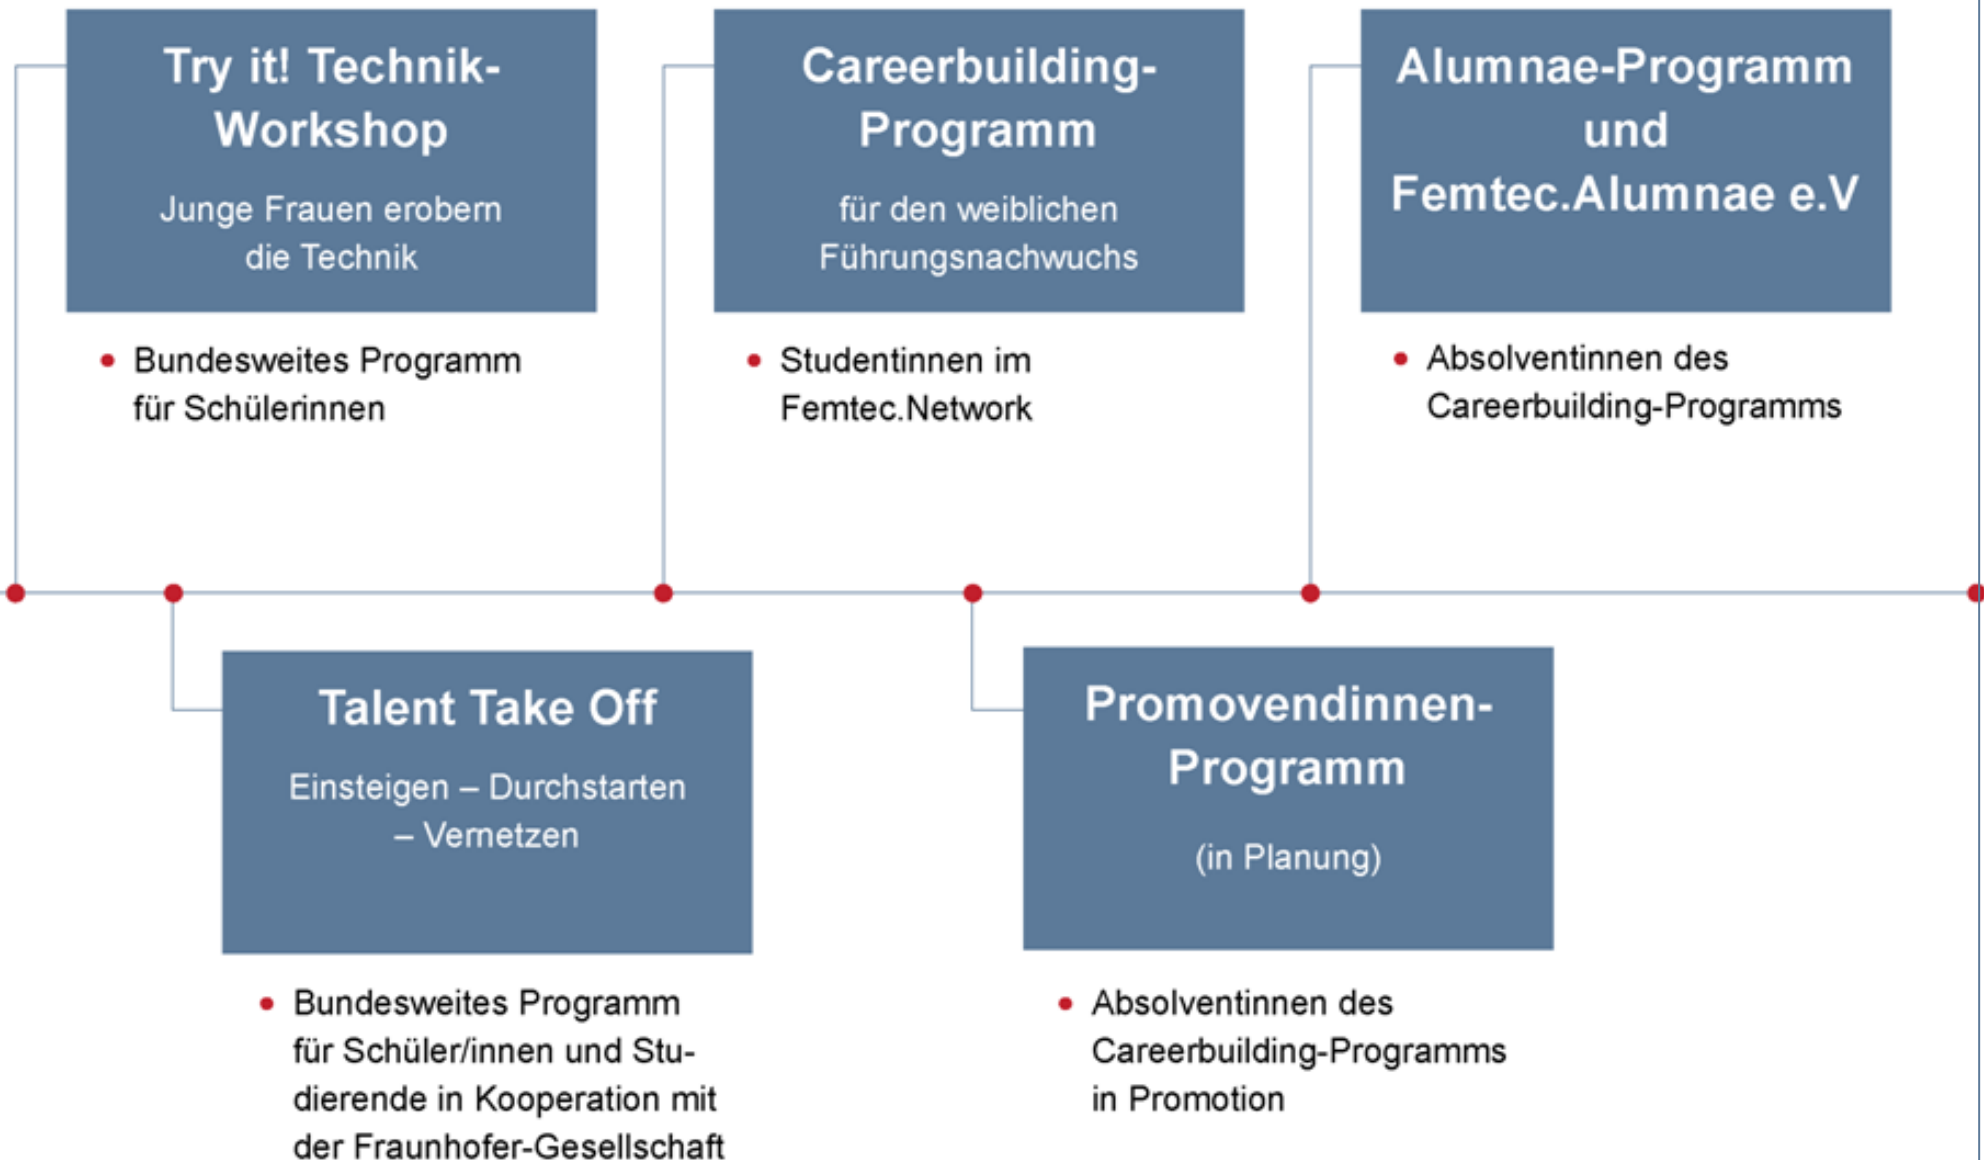 Try it! Technik-
Workshop
Junge Frauen erobern
die Technik
• Bundesweites Programm
für Schülerinnen
Careerbuilding-
Programm
für den weiblichen
Führungsnachwuchs
• Studentinnen im
Femtec.Network
Alumnae-Programm
und
Femtec.Alumnae e.V
• Absolventinnen des
Careerbuilding-Programms
Talent Take Off
Einsteigen – Durchstarten
– Vernetzen
• Bundesweites Programm
für Schüler/innen und Stu-
dierende in Kooperation mit
der Fraunhofer-Gesellschaft
Promovendinnen-
Programm
(in Planung)
• Absolventinnen des
Careerbuilding-Programms
in Promotion